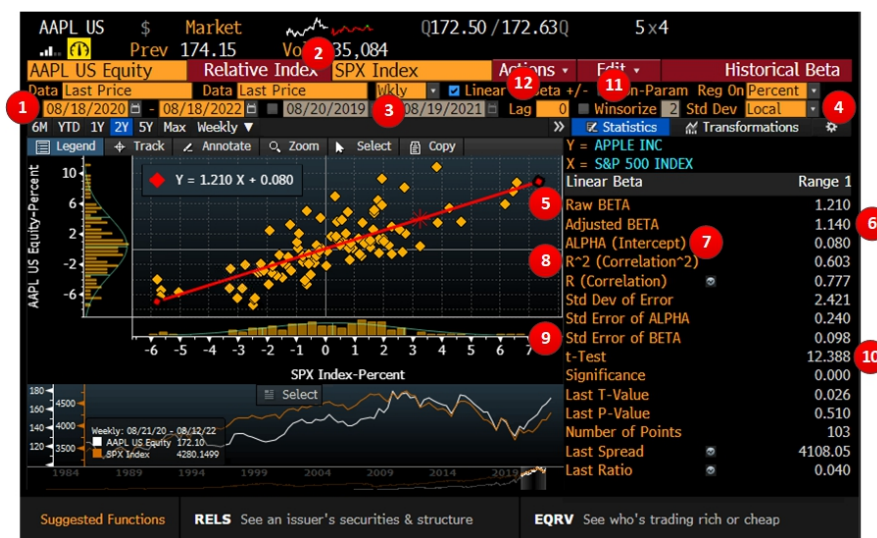 AAPL US $ Market Q172.50 / 172.63Q 5 x 4
Prev 174.15 Vo 35,084
2
AAPL US Equity Relative Index SPX Index Actions Edit Historical Beta
12 11
Data Last Price Data Last Price Wkly Linear Beta +/- n-Param Reg On Percent
1 08/18/2020 - 08/18/2022 08/20/2019 3 08/19/2021 Lag 0 Winsorize 2 Std Dev Local 4
6M YTD 1Y 2Y 5Y Max Weekly ▼ » Statistics Transformations
Legend Track Annotate Zoom Select Copy
Y = APPLE INC
X = S&P 500 INDEX
Linear Beta Range 1
Y = 1.210 X + 0.080
AAPL US Equity-Percent
10
6
2
-2
-6
5 Raw BETA 1.210
Adjusted BETA 1.140 6
ALPHA (Intercept) 7 0.080
8 R^2 (Correlation^2) 0.603
R (Correlation) 0.777
Std Dev of Error 2.421
Std Error of ALPHA 0.240
9 Std Error of BETA 0.098
t-Test 12.388 10
Significance 0.000
Last T-Value 0.026
Last P-Value 0.510
Number of Points 103
Last Spread 4108.05
Last Ratio 0.040
-6 -5 -4 -3 -2 -1 0 1 2 3 4 5 6 7
SPX Index-Percent
Select
180
160
140
120
4500
4000
3500
Weekly: 08/21/20 - 08/12/22
AAPL US Equity 172.10
SPX Index 4280.1499
1984 1989 1994 1999 2004 2009 2014 2019
Suggested Functions RELS See an issuer's securities & structure EQRV See who's trading rich or cheap